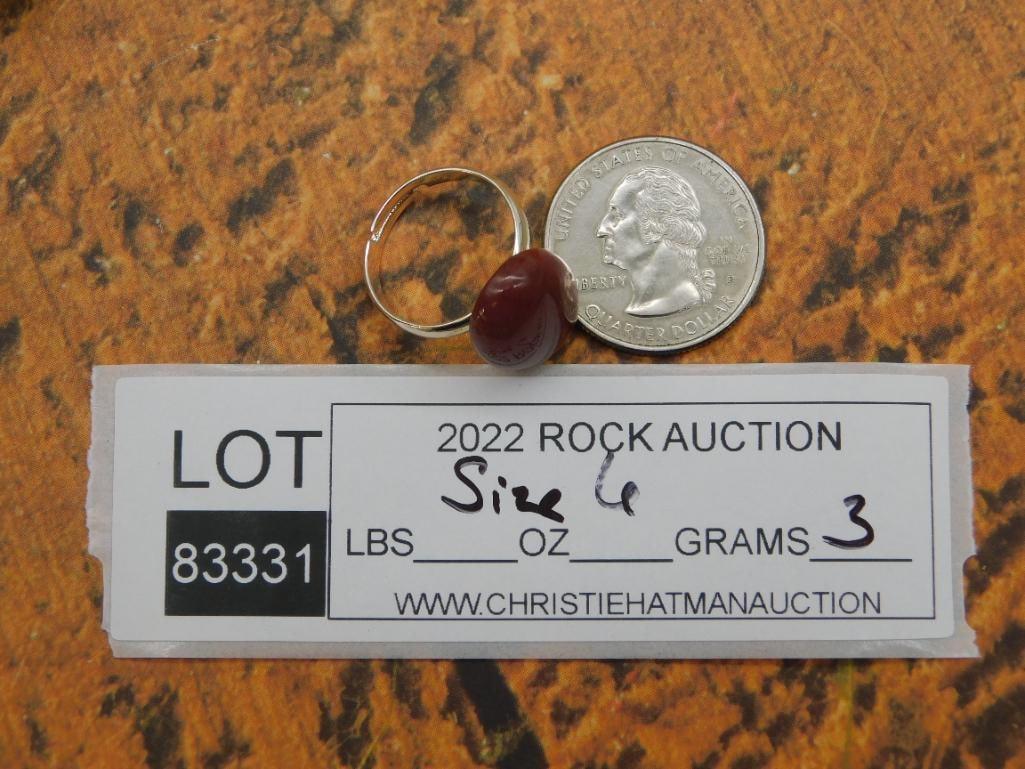 UNITED STATES OF AMERICA
LIBERTY
QUARTER DOLLAR
LOT
83331
2022 ROCK AUCTION
Size 6
LBS_____OZ_____GRAMS 3
WWW.CHRISTIEHATMANAUCTION